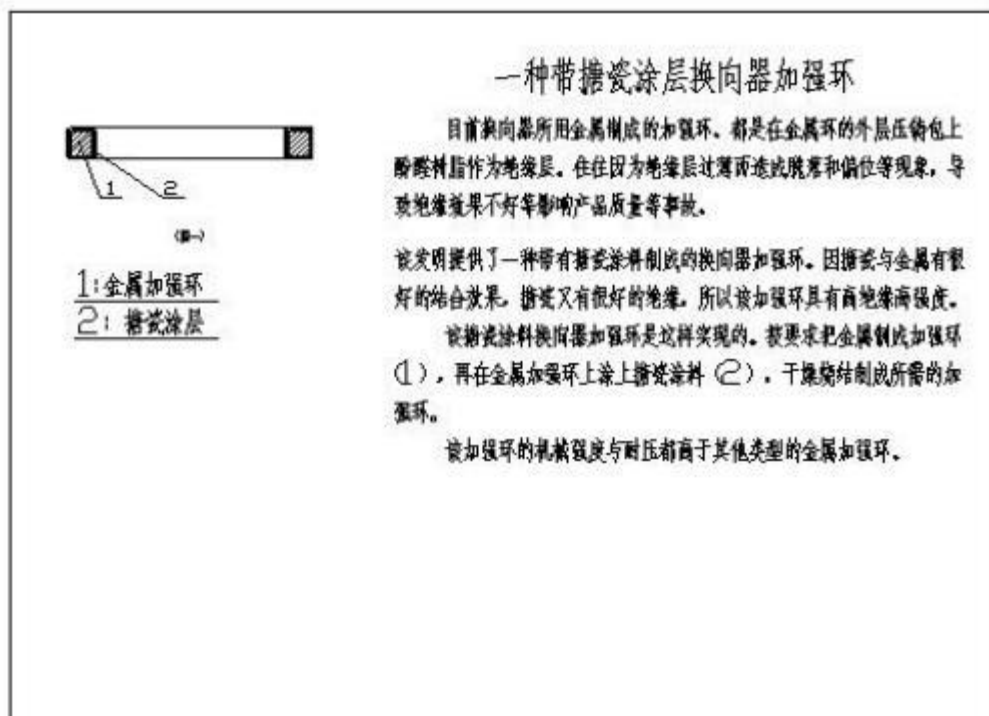 一种带搪瓷涂层换向器加强环
目前换向器所用金属制成的加强环、都是在金属环的外层压铸包上
酚醛树脂作为绝缘层。往往因为绝缘层过薄而造成脱落和偏位等现象，导
致绝缘效果不好等影响产品质量等事故。
该发明提供了一种带有搪瓷涂料制成的换向器加强环。因搪瓷与金属有很
好的结合效果，搪瓷又有很好的绝缘，所以该加强环具有高绝缘高强度。
该搪瓷涂料换向器加强环是这样实现的。按要求把金属制成加强环
(1)，再在金属加强环上涂上搪瓷涂料(2)，干燥烧结制成所需的加
强环。
该加强环的机械强度与耐压都高于其他类型的金属加强环、
1
2
(图一)
1:金属加强环
2: 搪瓷涂层